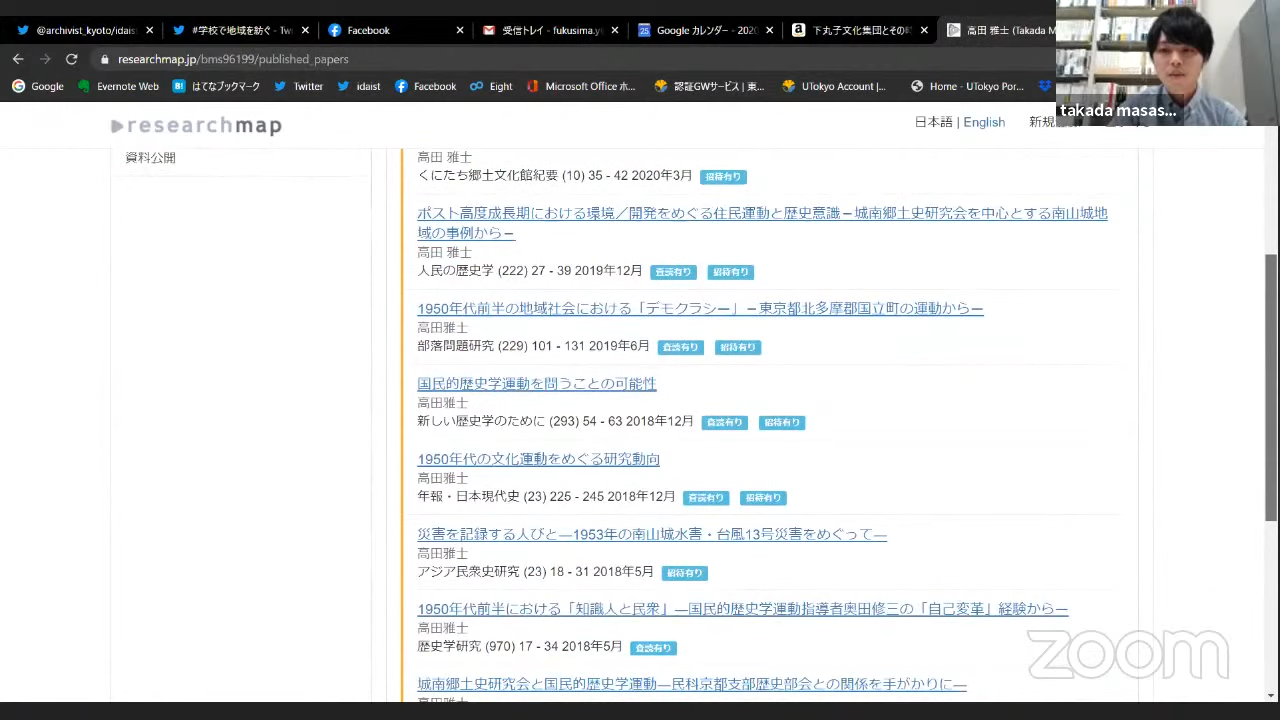 @archivist_kyoto/idais
#学校で地域を紡ぐ - Twi
Facebook
受信トレイ - fukusima.yu
Google カレンダー - 2020
下丸子文化集団とその時
高田 雅士 (Takada M
researchmap.jp/bms96199/published_papers
Google
Evernote Web
はてなブックマーク
Twitter
idaist
Facebook
Eight
Microsoft Office ホ...
認証GWサービス | 東...
UTokyo Account |...
Home - UTokyo Por...
takada masas...
researchmap
日本語 | English
新規
資料公開
高田 雅士
くにたち郷土文化館紀要 (10) 35 - 42 2020年3月 招待有り
ポスト高度成長期における環境／開発をめぐる住民運動と歴史意識－城南郷土史研究会を中心とする南山城地
域の事例から－
高田 雅士
人民の歴史学 (222) 27 - 39 2019年12月 査読有り 招待有り
1950年代前半の地域社会における「デモクラシー」－東京都北多摩郡国立町の運動から－
高田雅士
部落問題研究 (229) 101 - 131 2019年6月 査読有り 招待有り
国民的歴史学運動を問うことの可能性
高田雅士
新しい歴史学のために (293) 54 - 63 2018年12月 査読有り 招待有り
1950年代の文化運動をめぐる研究動向
高田雅士
年報・日本現代史 (23) 225 - 245 2018年12月 査読有り 招待有り
災害を記録する人びと―1953年の南山城水害・台風13号災害をめぐって―
高田雅士
アジア民衆史研究 (23) 18 - 31 2018年5月 招待有り
1950年代前半における「知識人と民衆」―国民的歴史学運動指導者奥田修三の「自己変革」経験から―
高田雅士
歴史学研究 (970) 17 - 34 2018年5月 査読有り
zoom
城南郷土史研究会と国民的歴史学運動―民科京都支部歴史部会との関係を手がかりに―
高田雅士